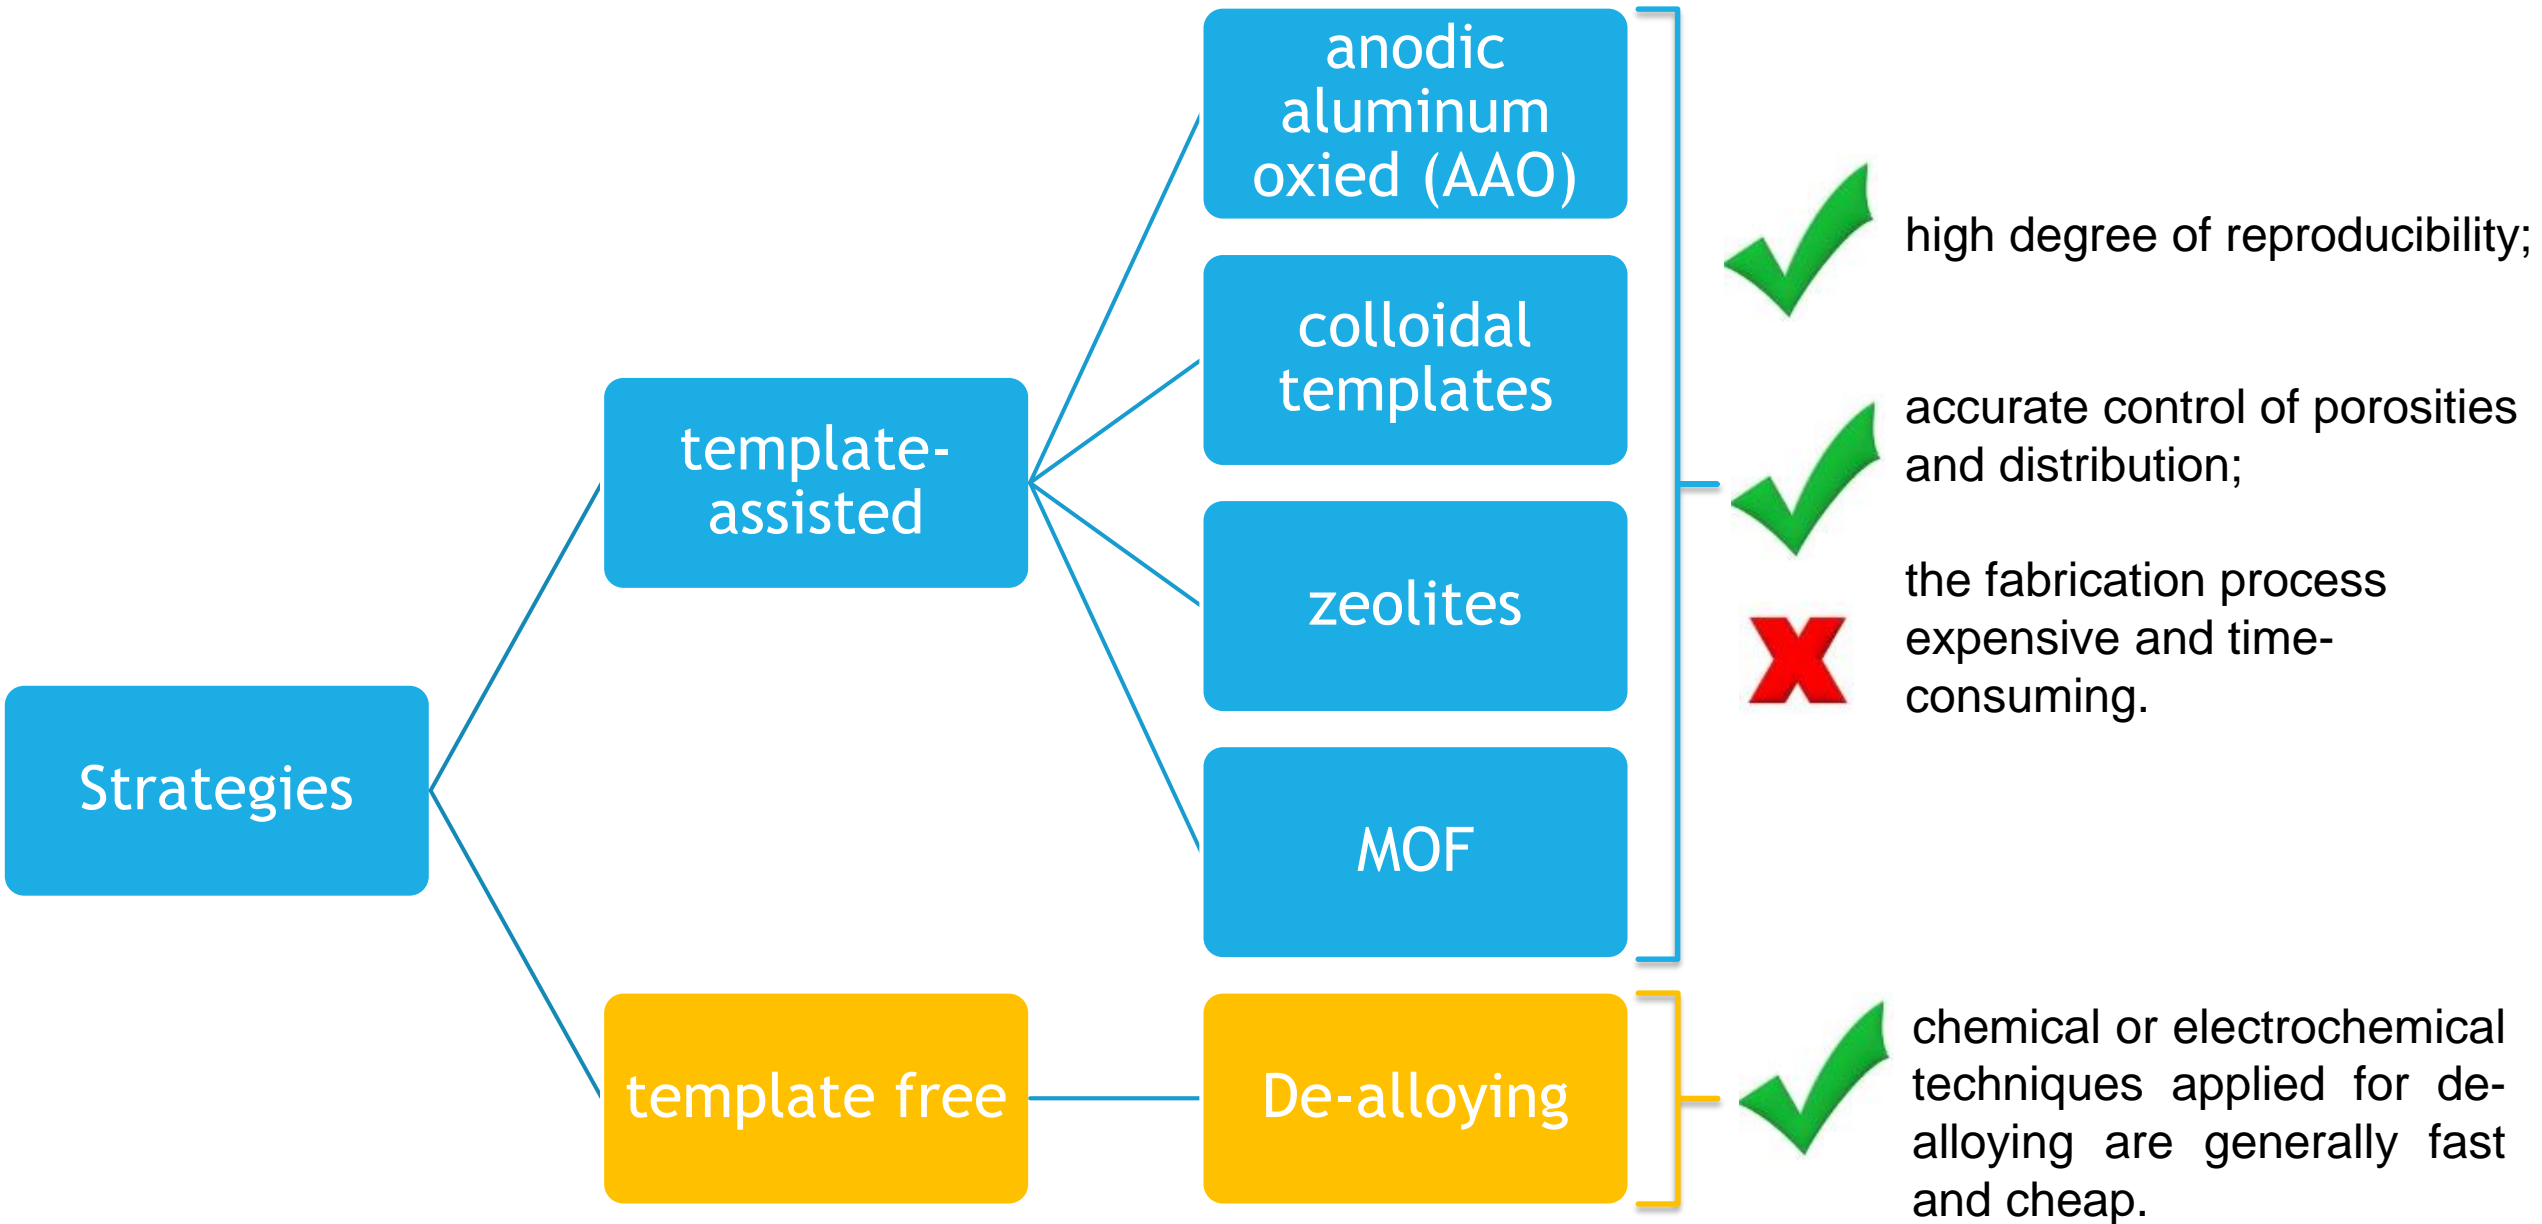 Strategies
template-
assisted
template free
anodic
aluminum
oxied (AAO)
colloidal
templates
zeolites
MOF
De-alloying
high degree of reproducibility;
accurate control of porosities
and distribution;
the fabrication process
expensive and time-
consuming.
chemical or electrochemical
techniques applied for de-
alloying are generally fast
and cheap.